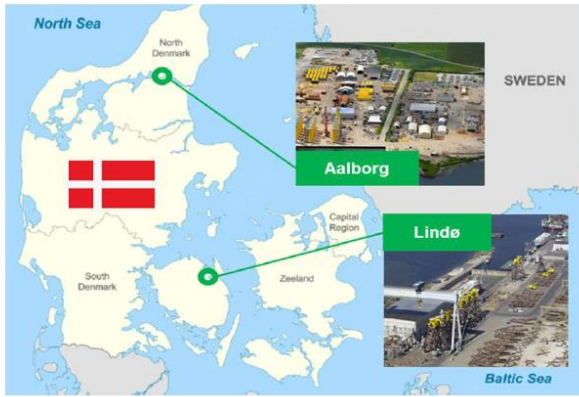 North Sea
North
Denmark
SWEDEN
Aalborg
Capital
Region
Lindø
South
Denmark
Zeeland
Baltic Sea